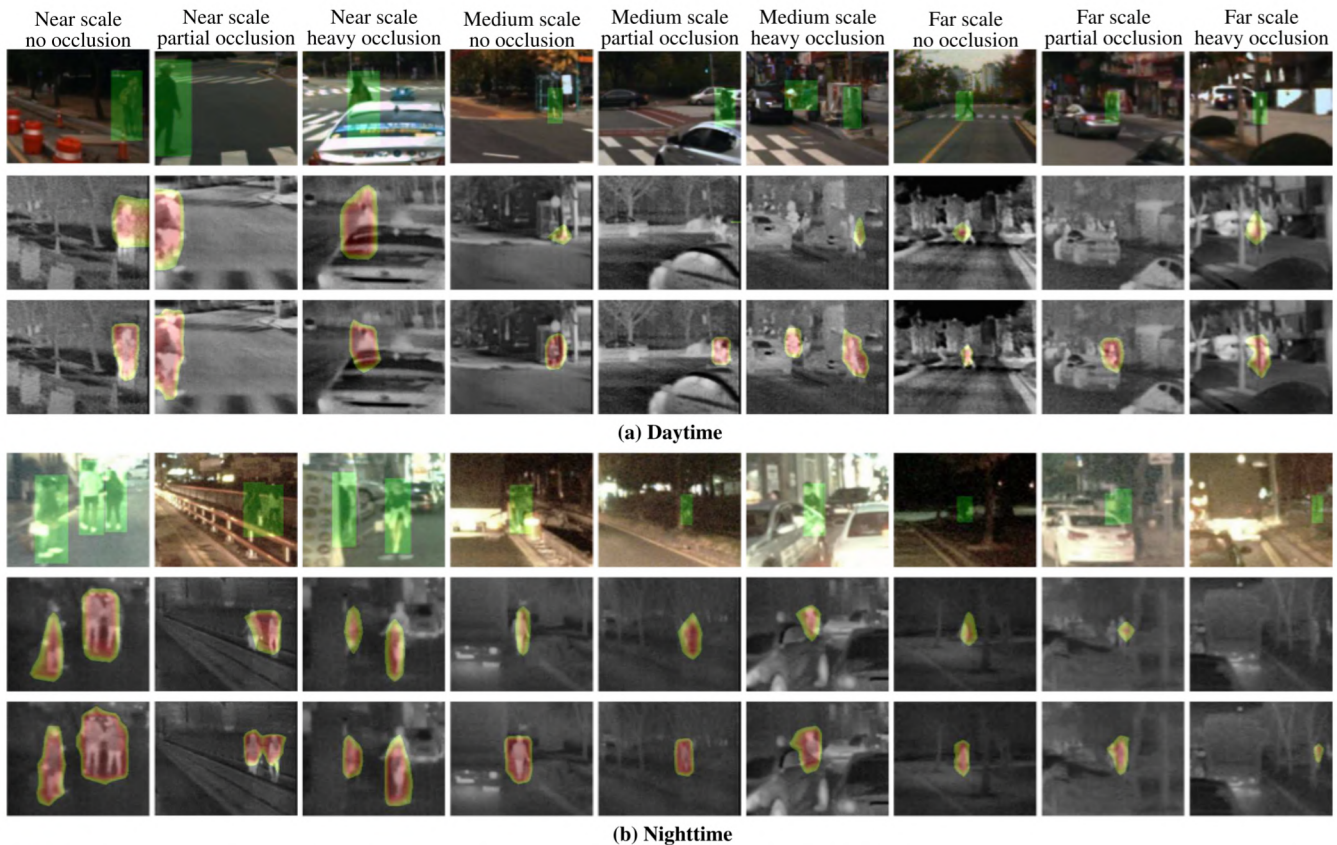 Near scale
no occlusion
Near scale
partial occlusion
Near scale
heavy occlusion
Medium scale
no occlusion
Medium scale
partial occlusion
Medium scale
heavy occlusion
Far scale
no occlusion
Far scale
partial occlusion
Far scale
heavy occlusion
(a) Daytime
(b) Nighttime